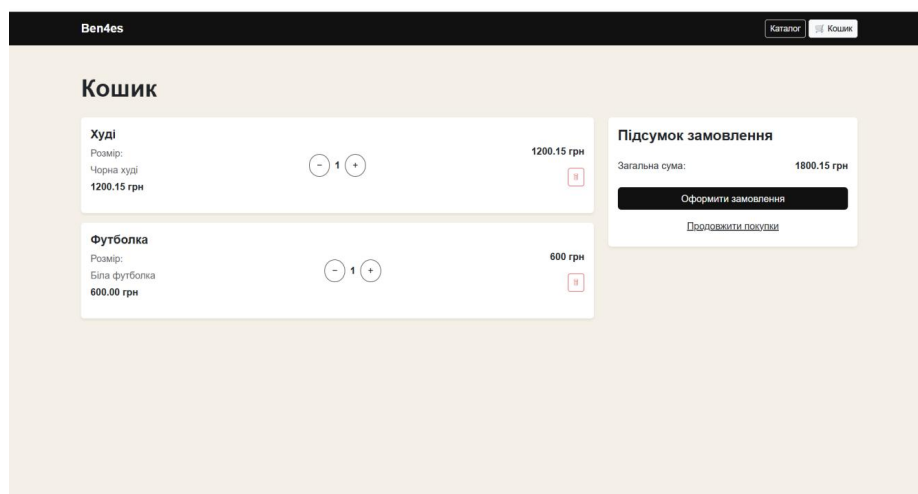 Ben4es
Каталог
🛒 Кошик
Кошик
Худі
Розмір:
Чорна худі
1200.15 грн
− 1 +
1200.15 грн
Футболка
Розмір:
Біла футболка
600.00 грн
− 1 +
600 грн
Підсумок замовлення
Загальна сума: 1800.15 грн
Оформити замовлення
Продовжити покупки